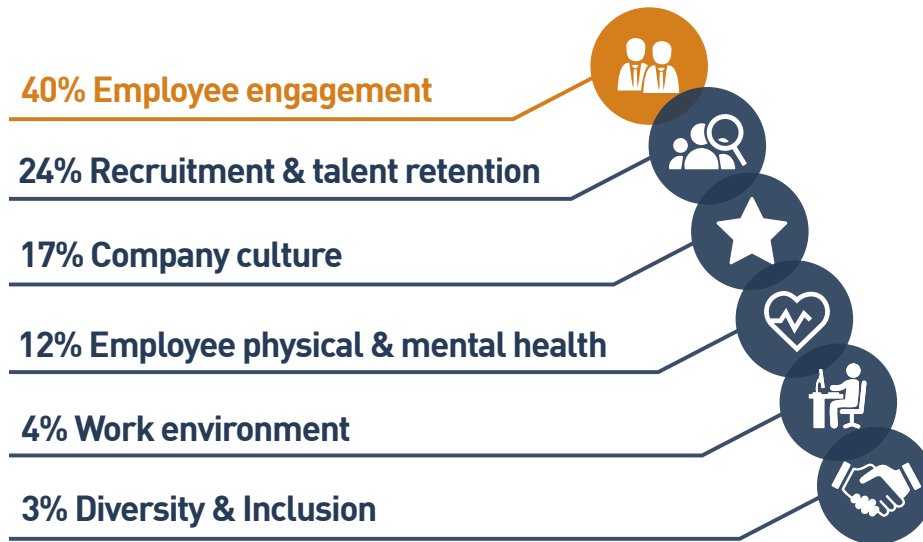 40% Employee engagement
24% Recruitment & talent retention
17% Company culture
12% Employee physical & mental health
4% Work environment
3% Diversity & Inclusion